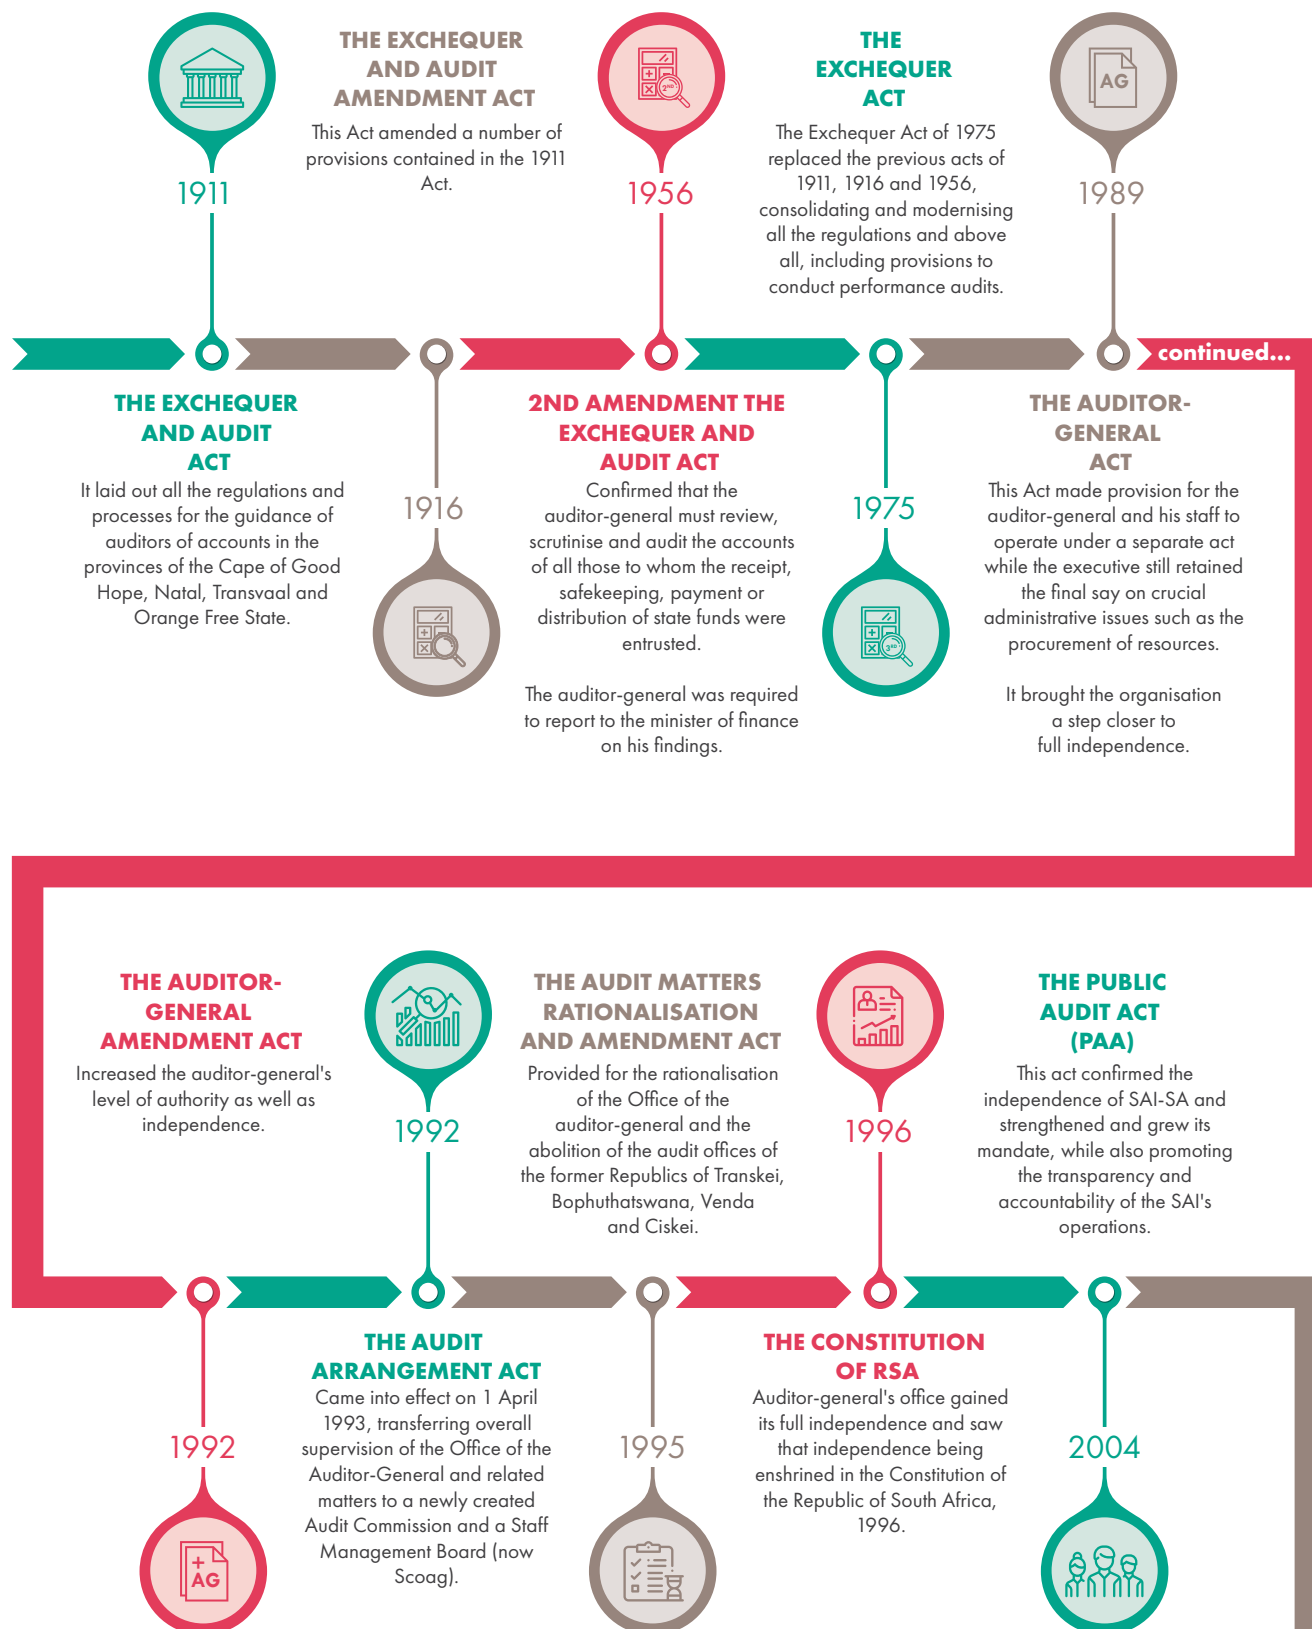 1911
THE EXCHEQUER
AND AUDIT
ACT
It laid out all the regulations and
processes for the guidance of
auditors of accounts in the
provinces of the Cape of Good
Hope, Natal, Transvaal and
Orange Free State.
THE EXCHEQUER
AND AUDIT
AMENDMENT ACT
This Act amended a number of
provisions contained in the 1911
Act.
1916
2ND
1956
2ND AMENDMENT THE
EXCHEQUER AND
AUDIT ACT
Confirmed that the
auditor-general must review,
scrutinise and audit the accounts
of all those to whom the receipt,
safekeeping, payment or
distribution of state funds were
entrusted.
The auditor-general was required
to report to the minister of finance
on his findings.
THE
EXCHEQUER
ACT
The Exchequer Act of 1975
replaced the previous acts of
1911, 1916 and 1956,
consolidating and modernising
all the regulations and above
all, including provisions to
conduct performance audits.
1975
3RD
AG
1989
THE AUDITOR-
GENERAL
ACT
This Act made provision for the
auditor-general and his staff to
operate under a separate act
while the executive still retained
the final say on crucial
administrative issues such as the
procurement of resources.
It brought the organisation
a step closer to
full independence.
continued...
THE AUDITOR-
GENERAL
AMENDMENT ACT
Increased the auditor-general's
level of authority as well as
independence.
1992
+
AG
1992
THE AUDIT
ARRANGEMENT ACT
Came into effect on 1 April
1993, transferring overall
supervision of the Office of the
Auditor-General and related
matters to a newly created
Audit Commission and a Staff
Management Board (now
Scoag).
THE AUDIT MATTERS
RATIONALISATION
AND AMENDMENT ACT
Provided for the rationalisation
of the Office of the
auditor-general and the
abolition of the audit offices of
the former Republics of Transkei,
Bophuthatswana, Venda
and Ciskei.
1995
1996
THE CONSTITUTION
OF RSA
Auditor-general's office gained
its full independence and saw
that independence being
enshrined in the Constitution of
the Republic of South Africa,
1996.
THE PUBLIC
AUDIT ACT
(PAA)
This act confirmed the
independence of SAI-SA and
strengthened and grew its
mandate, while also promoting
the transparency and
accountability of the SAI's
operations.
2004